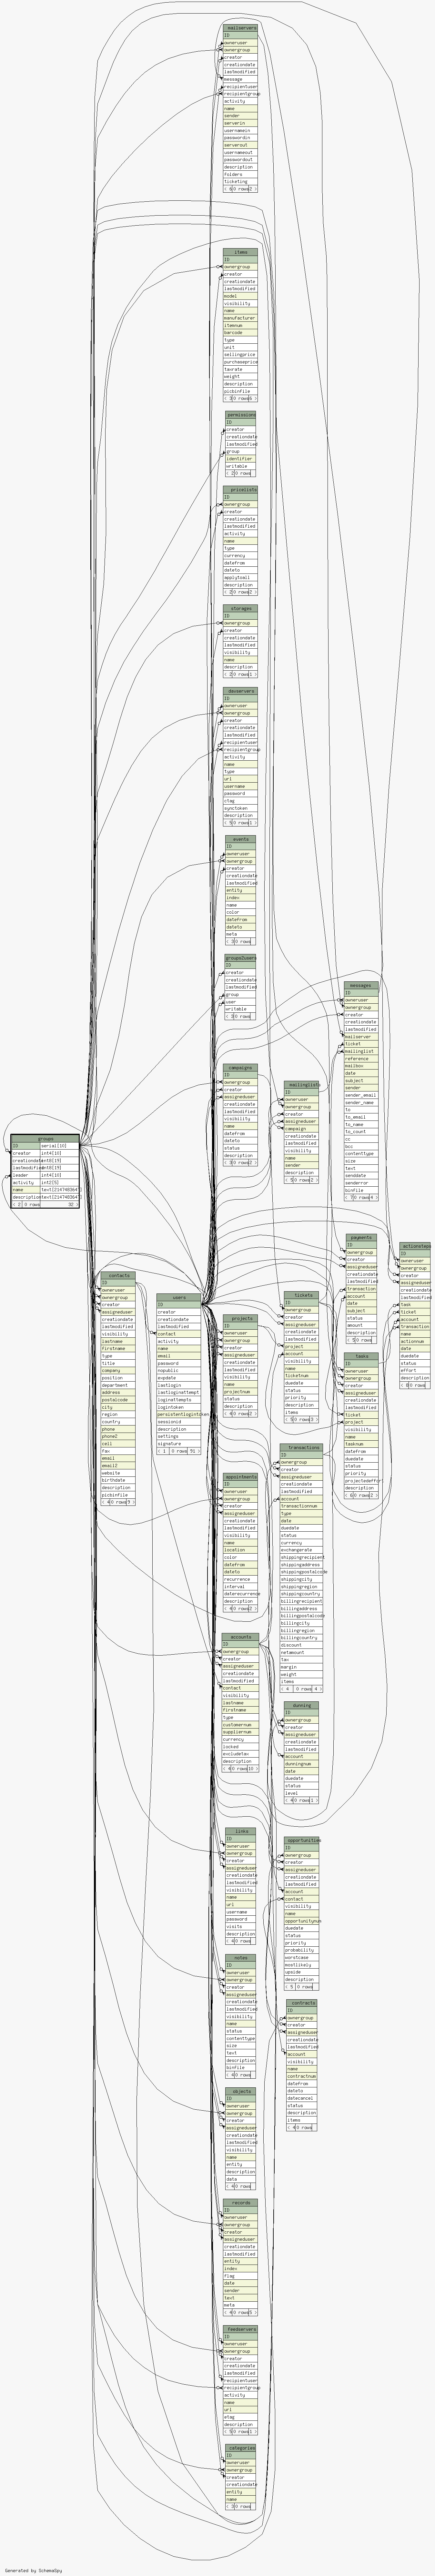 mailservers
ID
owneruser
ownergroup
creator
creationdate
lastmodified
message
recipientuser
recipientgroup
activity
name
sender
serverin
usernamein
passwordin
serverout
usernameout
passwordout
description
folders
ticketing
< 6 0 rows 2 >
items
ID
ownergroup
creator
creationdate
lastmodified
model
visibility
name
manufacturer
itemnum
barcode
type
unit
sellingprice
purchaseprice
taxrate
weight
description
picbinfile
< 3 0 rows 6 >
permissions
ID
creator
creationdate
lastmodified
group
identifier
writable
< 2 0 rows
pricelists
ID
ownergroup
creator
creationdate
lastmodified
activity
name
type
currency
datefrom
dateto
applytoall
description
< 2 0 rows 2 >
storages
ID
ownergroup
creator
creationdate
lastmodified
visibility
name
description
< 2 0 rows 1 >
davservers
ID
owneruser
ownergroup
creator
creationdate
lastmodified
recipientuser
recipientgroup
activity
name
type
url
username
password
ctag
synctoken
description
< 5 0 rows 1 >
events
ID
owneruser
ownergroup
creator
creationdate
lastmodified
entity
index
name
color
datefrom
dateto
meta
< 3 0 rows
groups2users
ID
creator
creationdate
lastmodified
group
user
writable
< 3 0 rows
messages
ID
owneruser
ownergroup
creator
creationdate
lastmodified
mailserver
ticket
mailinglist
reference
mailbox
date
subject
sender
sender_email
sender_name
to
to_email
to_name
to_count
cc
bcc
contenttype
size
text
senddate
senderror
binfile
< 7 0 rows 4 >
campaigns
ID
ownergroup
creator
assigneduser
creationdate
lastmodified
visibility
name
datefrom
dateto
status
description
< 3 0 rows 2 >
mailinglists
ID
owneruser
ownergroup
creator
campaign
creationdate
lastmodified
visibility
name
sender
description
< 5 0 rows 2 >
groups
ID serial[10]
creator int4[10]
creationdate int8[19]
lastmodified int8[19]
leader int4[10]
activity int2[5]
name text[2147483647]
description text[2147483647]
< 2 0 rows 32 >
payments
ID
ownergroup
creator
assigneduser
creationdate
lastmodified
transaction
account
date
subject
status
amount
description
< 5 0 rows
actionsteps
ID
owneruser
ownergroup
creator
assigneduser
creationdate
lastmodified
task
ticket
account
transaction
name
actionnum
date
duedate
status
effort
description
< 8 0 rows
contacts
ID
owneruser
ownergroup
creator
assigneduser
creationdate
lastmodified
visibility
lastname
firstname
type
title
company
position
department
address
postalcode
city
region
country
phone
phone2
cell
fax
email
email2
website
birthdate
description
picbinfile
< 4 0 rows 5 >
users
ID
creator
creationdate
lastmodified
contact
activity
name
email
password
nopublic
wvpdate
lastlogin
lastloginattempt
loginattempts
logintoken
persistentlogintoken
sessionid
description
settings
signature
< 1 0 rows 91 >
projects
ID
owneruser
ownergroup
creator
assigneduser
creationdate
lastmodified
visibility
name
projectnum
status
description
< 4 0 rows 2 >
tickets
ID
ownergroup
creator
assigneduser
creationdate
lastmodified
project
account
visibility
name
ticketnum
duedate
status
priority
description
items
< 5 0 rows 3 >
tasks
ID
owneruser
ownergroup
creator
assigneduser
creationdate
lastmodified
ticket
project
visibility
name
tasknum
datefrom
duedate
status
priority
projectedeffort
description
< 6 0 rows 2 >
transactions
ID
ownergroup
creator
assigneduser
creationdate
lastmodified
account
transactionnum
type
date
duedate
status
currency
exchangerate
shippingrecipient
shippingaddress
shippingpostalcode
shippingcity
shippingregion
shippingcountry
billingrecipient
billingaddress
billingpostalcode
billingcity
billingregion
billingcountry
discount
netamount
tax
margin
weight
items
< 4 0 rows 4 >
appointments
ID
owneruser
ownergroup
creator
assigneduser
creationdate
lastmodified
visibility
name
location
color
datefrom
dateto
recurrence
interval
daterecurrence
description
< 4 0 rows 2 >
accounts
ID
ownergroup
creator
assigneduser
creationdate
lastmodified
contact
visibility
lastname
firstname
type
customernum
suppliernum
currency
locked
excludetax
description
< 4 0 rows 10 >
dunning
ID
ownergroup
creator
assigneduser
creationdate
lastmodified
account
dunningnum
date
duedate
status
level
< 4 0 rows 1 >
links
ID
owneruser
ownergroup
creator
assigneduser
creationdate
lastmodified
visibility
name
url
username
password
visits
description
< 4 0 rows
opportunities
ID
ownergroup
creator
assigneduser
creationdate
lastmodified
account
contact
visibility
name
opportunitynum
duedate
status
priority
probability
worstcase
mostlikely
upside
description
< 5 0 rows
notes
ID
owneruser
ownergroup
creator
assigneduser
creationdate
lastmodified
visibility
name
status
contenttype
size
text
description
binfile
< 4 0 rows
contracts
ID
ownergroup
creator
assigneduser
creationdate
lastmodified
account
visibility
name
contractnum
datefrom
dateto
datecancel
status
description
items
< 4 0 rows
objects
ID
owneruser
ownergroup
creator
assigneduser
creationdate
lastmodified
visibility
name
entity
description
data
< 4 0 rows
records
ID
owneruser
ownergroup
creator
assigneduser
creationdate
lastmodified
entity
index
flag
date
sender
text
meta
< 4 0 rows 5 >
feedservers
ID
owneruser
ownergroup
creator
creationdate
lastmodified
recipientuser
recipientgroup
activity
name
url
etag
description
< 5 0 rows 1 >
categories
ID
owneruser
ownergroup
creator
creationdate
entity
name
< 3 0 rows
Generated by SchemaSpy